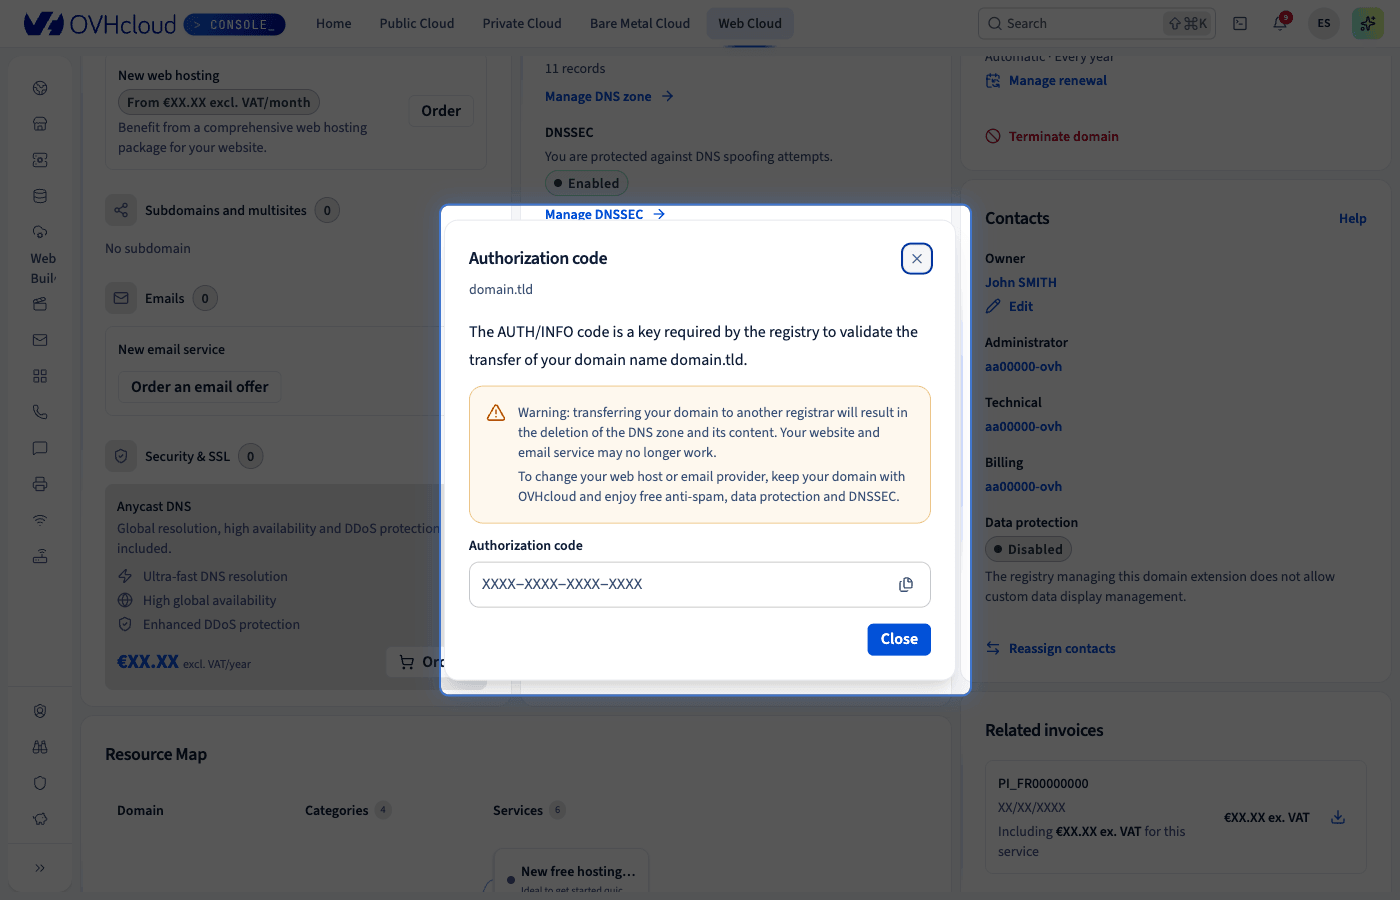 OVHcloud
> CONSOLE_
Home
Public Cloud
Private Cloud
Bare Metal Cloud
Web Cloud
Search
⇧⌘K
9
ES
Web
New web hosting
From €XX.XX excl. VAT/month
Benefit from a comprehensive web hosting
package for your website.
Order
Subdomains and multisites
0
No subdomain
Emails
0
New email service
Order an email offer
Security & SSL
0
Anycast DNS
Global resolution, high availability and DDoS protection
included.
Ultra-fast DNS resolution
High global availability
Enhanced DDoS protection
€XX.XX excl. VAT/year
11 records
Manage DNS zone
DNSSEC
You are protected against DNS spoofing attempts.
Enabled
Manage DNSSEC
Authorization code
domain.tld
The AUTH/INFO code is a key required by the registry to validate the
transfer of your domain name domain.tld.
Warning: transferring your domain to another registrar will result in
the deletion of the DNS zone and its content. Your website and
email service may no longer work.
To change your web host or email provider, keep your domain with
OVHcloud and enjoy free anti-spam, data protection and DNSSEC.
Authorization code
XXXX–XXXX–XXXX–XXXX
Close
Automatic · Every year
Manage renewal
Terminate domain
Contacts
Help
Owner
John SMITH
Edit
Administrator
aa00000-ovh
Technical
aa00000-ovh
Billing
aa00000-ovh
Data protection
Disabled
The registry managing this domain extension does not allow
custom data display management.
Reassign contacts
Resource Map
Domain
Categories
4
Services
6
New free hosting...
Ideal to get started
Related invoices
PI_FR00000000
XX/XX/XXXX
Including €XX.XX ex. VAT for this
service
€XX.XX ex. VAT